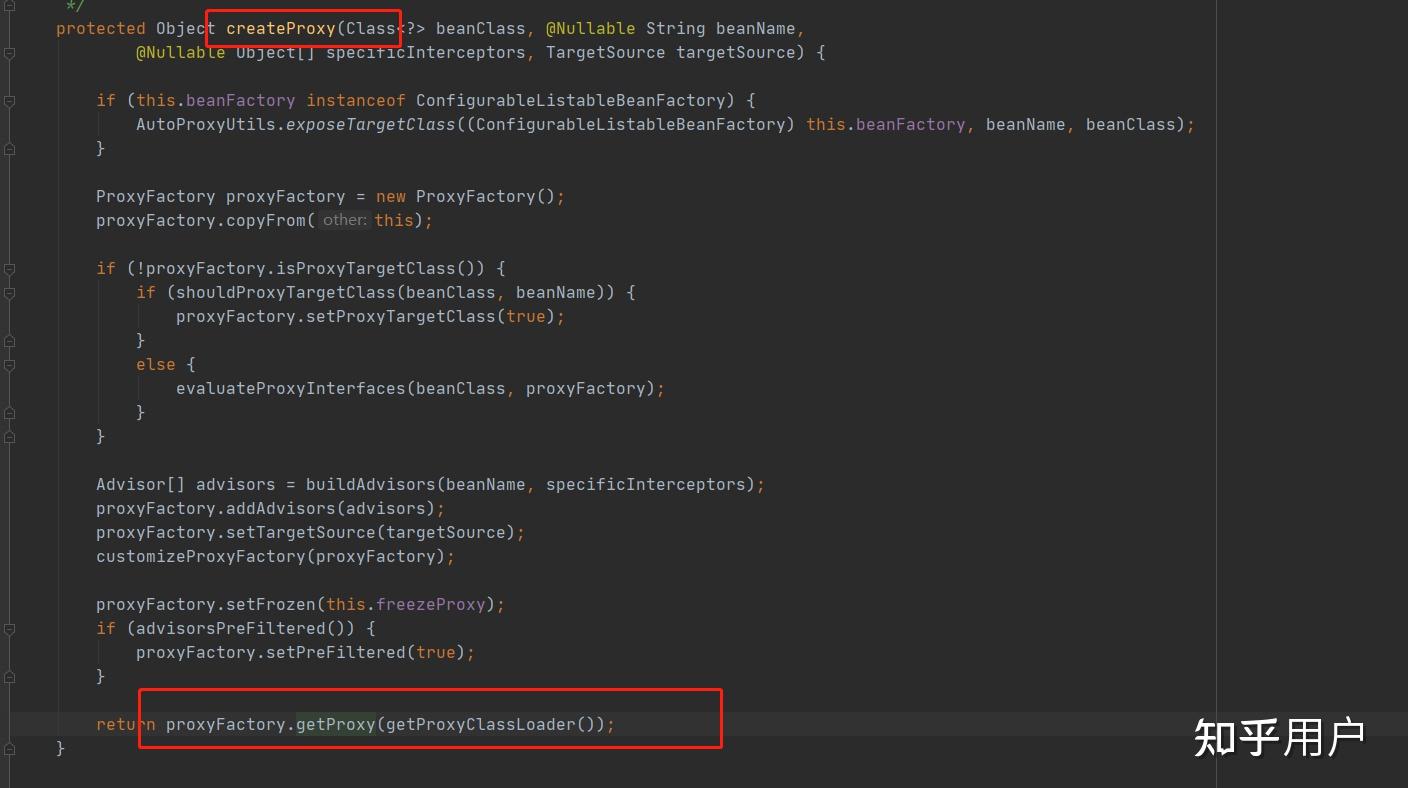 */
protected Object createProxy(Class<?> beanClass, @Nullable String beanName,
@Nullable Object[] specificInterceptors, TargetSource targetSource) {
if (this.beanFactory instanceof ConfigurableListableBeanFactory) {
AutoProxyUtils.exposeTargetClass((ConfigurableListableBeanFactory) this.beanFactory, beanName, beanClass);
}
ProxyFactory proxyFactory = new ProxyFactory();
proxyFactory.copyFrom( other: this);
if (!proxyFactory.isProxyTargetClass()) {
if (shouldProxyTargetClass(beanClass, beanName)) {
proxyFactory.setProxyTargetClass(true);
}
else {
evaluateProxyInterfaces(beanClass, proxyFactory);
}
}
Advisor[] advisors = buildAdvisors(beanName, specificInterceptors);
proxyFactory.addAdvisors(advisors);
proxyFactory.setTargetSource(targetSource);
customizeProxyFactory(proxyFactory);
proxyFactory.setFrozen(this.freezeProxy);
if (advisorsPreFiltered()) {
proxyFactory.setPreFiltered(true);
}
return proxyFactory.getProxy(getProxyClassLoader());
}
知乎用户